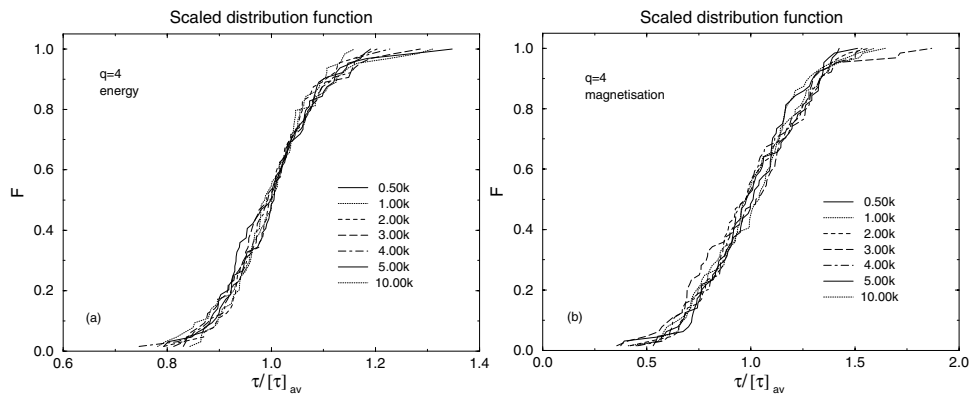 Scaled distribution function
1.0
0.8
0.6
0.4
0.2
0.0
F
q=4
energy
0.50k
1.00k
2.00k
3.00k
4.00k
5.00k
10.00k
(a)
0.6
0.8
1.0
1.2
1.4
τ/[τ]av
Scaled distribution function
1.0
0.8
0.6
0.4
0.2
0.0
F
q=4
magnetisation
0.50k
1.00k
2.00k
3.00k
4.00k
5.00k
10.00k
(b)
0.0
0.5
1.0
1.5
2.0
τ/[τ]av